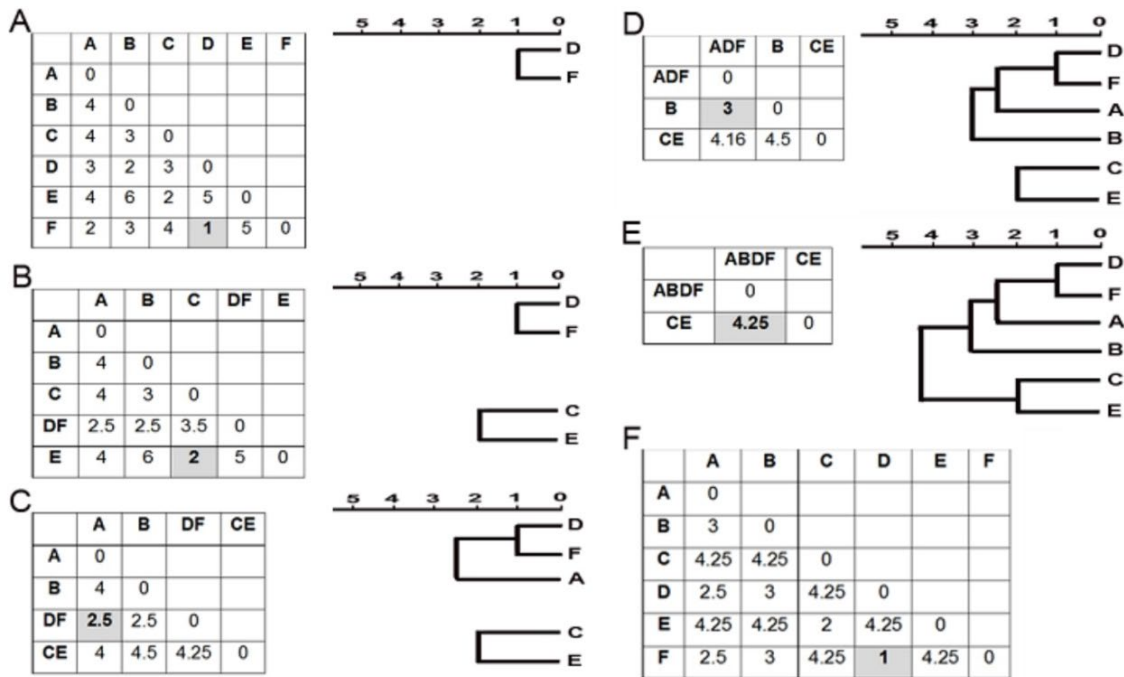 A
A B C D E F
A 0
B 4 0
C 4 3 0
D 3 2 3 0
E 4 6 2 5 0
F 2 3 4 1 5 0
5 4 3 2 1 0
D
F
B
A B C DF E
A 0
B 4 0
C 4 3 0
DF 2.5 2.5 3.5 0
E 4 6 2 5 0
5 4 3 2 1 0
D
F
C
E
C
A B DF CE
A 0
B 4 0
DF 2.5 2.5 0
CE 4 4.5 4.25 0
5 4 3 2 1 0
D
F
A
C
E
D
ADF B CE
ADF 0
B 3 0
CE 4.16 4.5 0
5 4 3 2 1 0
D
F
A
B
C
E
E
ABDF CE
ABDF 0
CE 4.25 0
5 4 3 2 1 0
D
F
A
B
C
E
F
A B C D E F
A 0
B 3 0
C 4.25 4.25 0
D 2.5 3 4.25 0
E 4.25 4.25 2 4.25 0
F 2.5 3 4.25 1 4.25 0